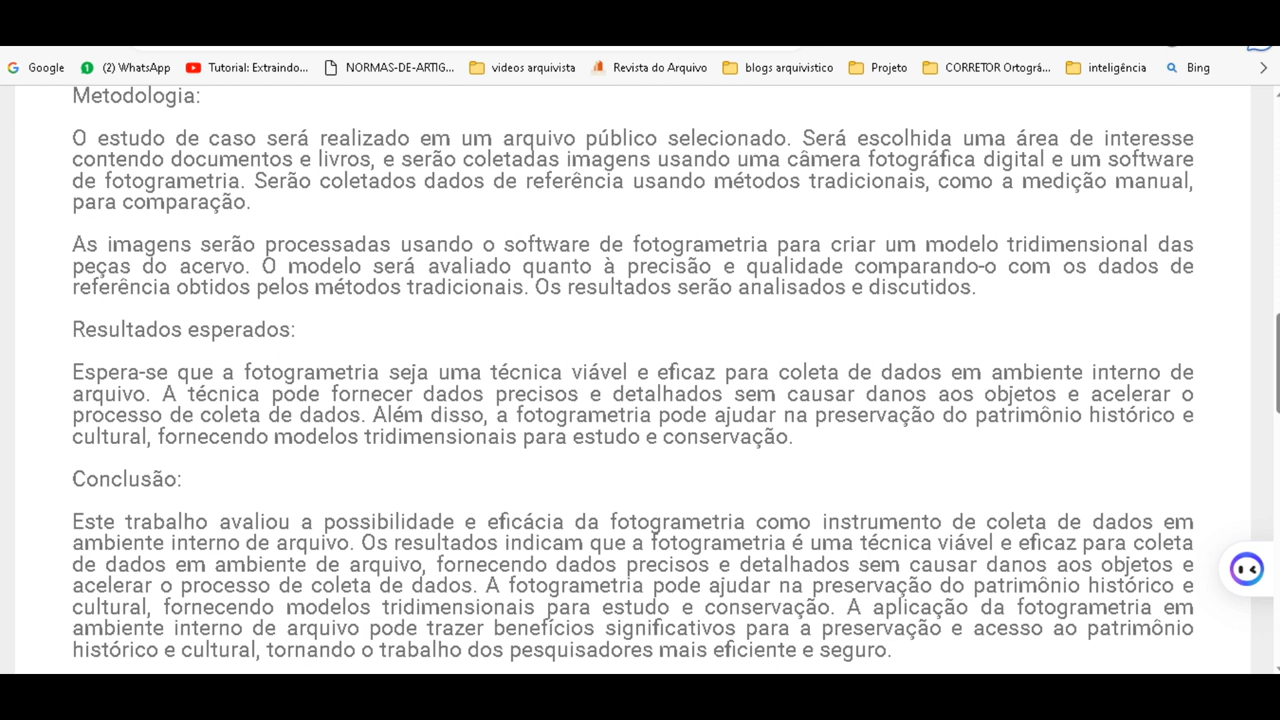 Google (2) WhatsApp Tutorial: Extraindo... NORMAS-DE-ARTIG... videos arquivista Revista do Arquivo blogs arquivistico Projeto CORRETOR Ortográ... inteligência Bing
Metodologia:
O estudo de caso será realizado em um arquivo público selecionado. Será escolhida uma área de interesse
contendo documentos e livros, e serão coletadas imagens usando uma câmera fotográfica digital e um software
de fotogrametria. Serão coletados dados de referência usando métodos tradicionais, como a medição manual,
para comparação.
As imagens serão processadas usando o software de fotogrametria para criar um modelo tridimensional das
peças do acervo. O modelo será avaliado quanto à precisão e qualidade comparando-o com os dados de
referência obtidos pelos métodos tradicionais. Os resultados serão analisados e discutidos.
Resultados esperados:
Espera-se que a fotogrametria seja uma técnica viável e eficaz para coleta de dados em ambiente interno de
arquivo. A técnica pode fornecer dados precisos e detalhados sem causar danos aos objetos e acelerar o
processo de coleta de dados. Além disso, a fotogrametria pode ajudar na preservação do patrimônio histórico e
cultural, fornecendo modelos tridimensionais para estudo e conservação.
Conclusão:
Este trabalho avaliou a possibilidade e eficácia da fotogrametria como instrumento de coleta de dados em
ambiente interno de arquivo. Os resultados indicam que a fotogrametria é uma técnica viável e eficaz para coleta
de dados em ambiente de arquivo, fornecendo dados precisos e detalhados sem causar danos aos objetos e
acelerar o processo de coleta de dados. A fotogrametria pode ajudar na preservação do patrimônio histórico e
cultural, fornecendo modelos tridimensionais para estudo e conservação. A aplicação da fotogrametria em
ambiente interno de arquivo pode trazer benefícios significativos para a preservação e acesso ao patrimônio
histórico e cultural, tornando o trabalho dos pesquisadores mais eficiente e seguro.